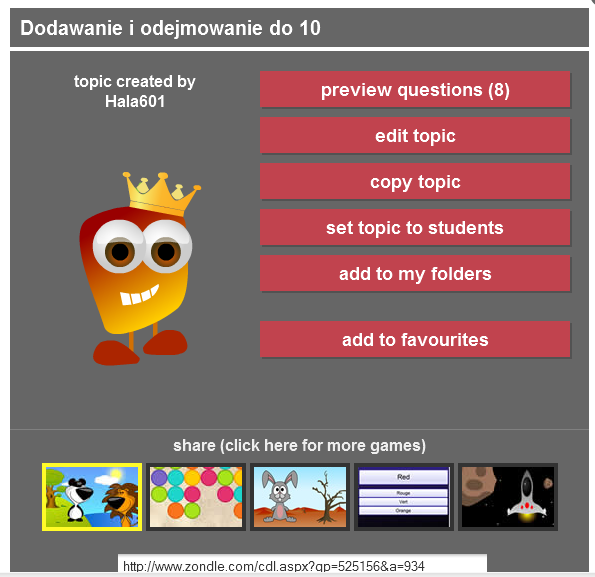 Dodawanie i odejmowanie do 10
topic created by
Hala601
preview questions (8)
edit topic
copy topic
set topic to students
add to my folders
add to favourites
share (click here for more games)
Red
Rouge
Vert
Orange
http://www.zondle.com/cdl.aspx?gp=525156&a=934